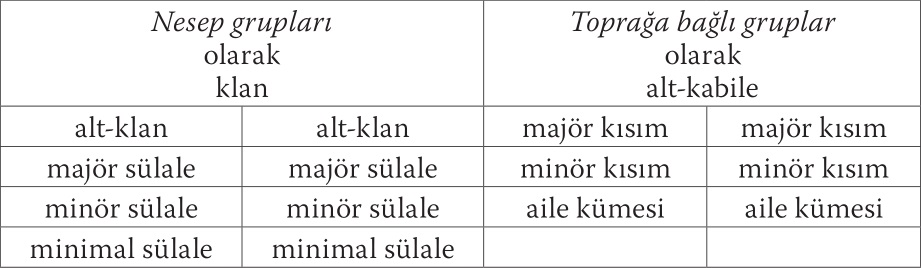 Nesep grupları
olarak
klan
Toprağa bağlı gruplar
olarak
alt-kabile
alt-klan alt-klan majör kısım majör kısım
majör sülale majör sülale minör kısım minör kısım
minör sülale minör sülale aile kümesi aile kümesi
minimal sülale minimal sülale